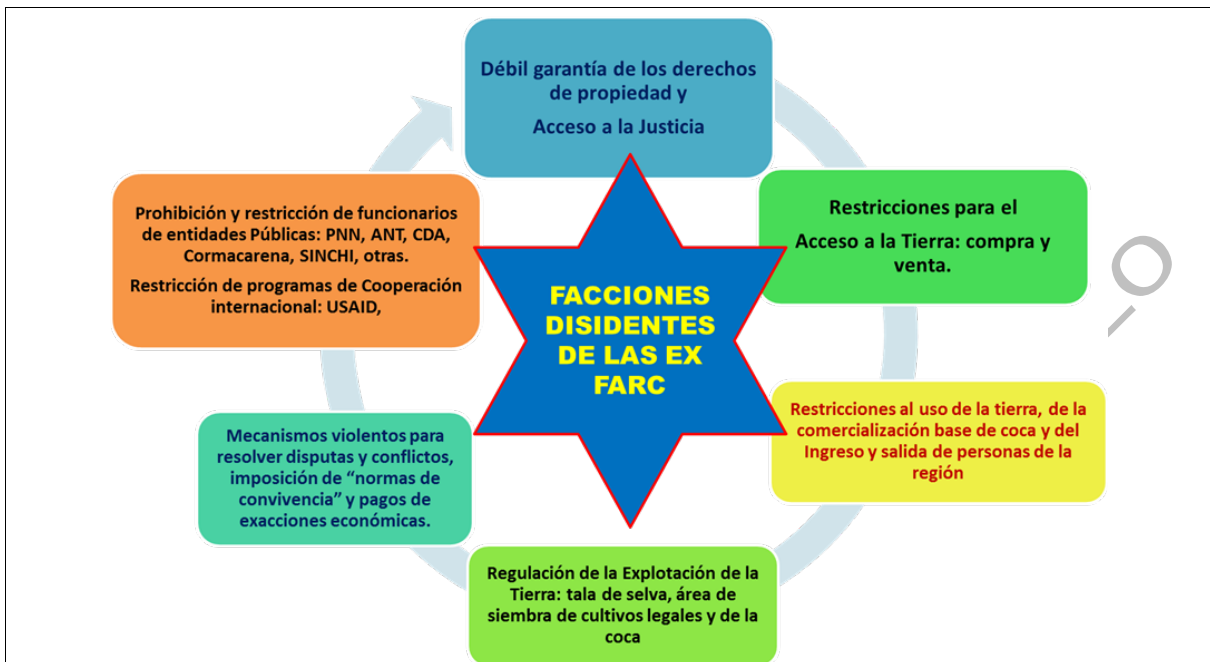 Débil garantía de los derechos
de propiedad y
Acceso a la Justicia
Restricciones para el
Acceso a la Tierra: compra y
venta.
Restricciones al uso de la tierra, de la
comercialización base de coca y del
Ingreso y salida de personas de la
región
Regulación de la Explotación de la
Tierra: tala de selva, área de
siembra de cultivos legales y de la
coca
Mecanismos violentos para
resolver disputas y conflictos,
imposición de “normas de
convivencia” y pagos de
exacciones económicas.
Prohibición y restricción de funcionarios
de entidades Públicas: PNN, ANT, CDA,
Cormacarena, SINCHI, otras.
Restricción de programas de Cooperación
internacional: USAID,
FACCIONES
DISIDENTES
DE LAS EX
FARC